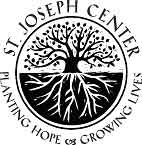 ST. JOSEPH CENTER
PLANTING HOPE & GROWING LIVES